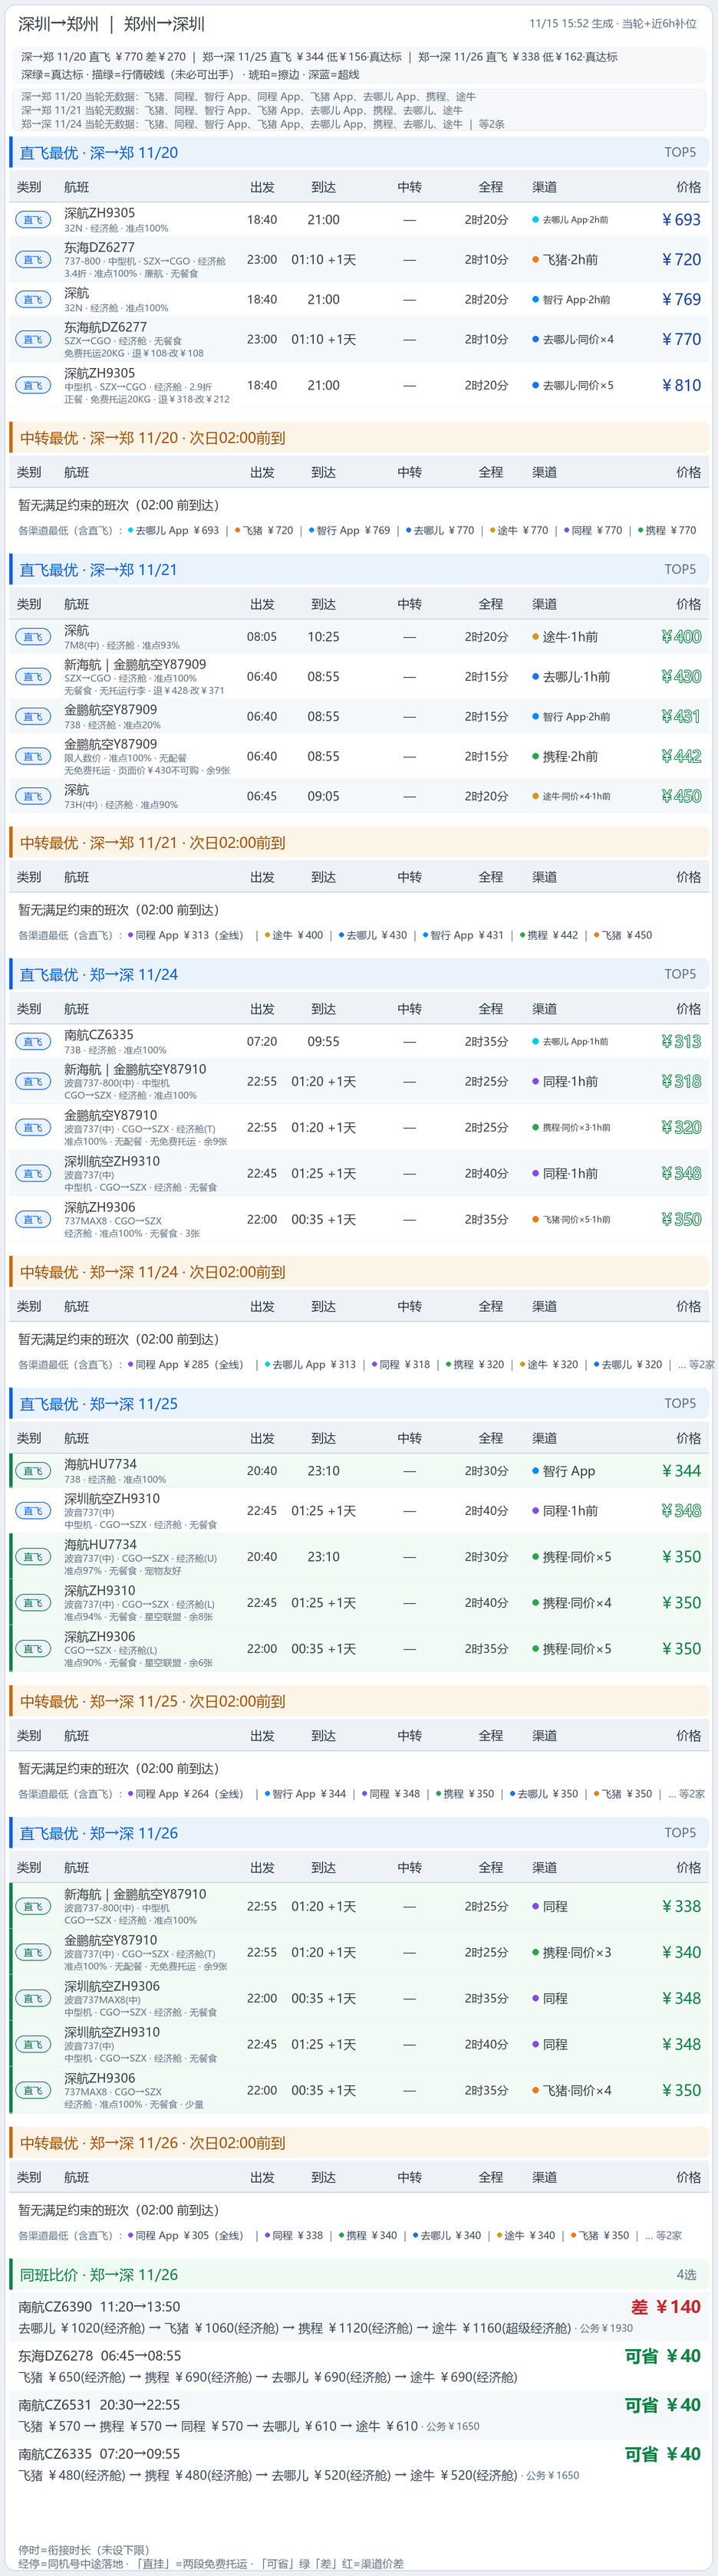 深圳→郑州 | 郑州→深圳
11/15 15:52 生成 · 当轮+近6h补位
深→郑 11/20 直飞 ¥770 差¥270 | 郑→深 11/25 直飞 ¥344 低¥156·真达标 | 郑→深 11/26 直飞 ¥338 低¥162·真达标
深绿=真达标 · 描绿=行情破线（未必可出手） · 琥珀=擦边 · 深蓝=超线
深→郑 11/20 当轮无数据: 飞猪、同程、智行 App、同程 App、飞猪 App、去哪儿 App、携程、途牛
深→郑 11/21 当轮无数据: 飞猪、同程、智行 App、飞猪 App、去哪儿 App、携程、去哪儿、途牛
郑→深 11/24 当轮无数据: 飞猪、同程、智行 App、飞猪 App、去哪儿 App、携程、去哪儿、途牛 | 等2条
直飞最优 · 深→郑 11/20 TOP5
类别 航班 出发 到达 中转 全程 渠道 价格
直飞 深航ZH9305 18:40 21:00 — 2时20分 去哪儿 App·2h前 ¥693
32N · 经济舱 · 准点100%
直飞 东海DZ6277 23:00 01:10 +1天 — 2时10分 飞猪·2h前 ¥720
737-800 · 中型机 · SZX→CGO · 经济舱
3.4折 · 准点100% · 廉航 · 无餐食
直飞 深航 18:40 21:00 — 2时20分 智行 App·2h前 ¥769
32N · 经济舱 · 准点100%
直飞 东海航DZ6277 23:00 01:10 +1天 — 2时10分 去哪儿·同价×4 ¥770
SZX→CGO · 经济舱 · 无餐食
免费托运20KG · 退¥108·改¥108
直飞 深航ZH9305 18:40 21:00 — 2时20分 去哪儿·同价×5 ¥810
中型机 · SZX→CGO · 经济舱 · 2.9折
正餐 · 免费托运20KG · 退¥318·改¥212
中转最优 · 深→郑 11/20 · 次日02:00前到
类别 航班 出发 到达 中转 全程 渠道 价格
暂无满足约束的班次（02:00 前到达）
各渠道最低（含直飞）: 去哪儿 App ¥693 | 飞猪 ¥720 | 智行 App ¥769 | 去哪儿 ¥770 | 途牛 ¥770 | 同程 ¥770 | 携程 ¥770
直飞最优 · 深→郑 11/21 TOP5
类别 航班 出发 到达 中转 全程 渠道 价格
直飞 深航 08:05 10:25 — 2时20分 途牛·1h前 ¥400
7M8(中) · 经济舱 · 准点93%
直飞 新海航 | 金鹏航空Y87909 06:40 08:55 — 2时15分 去哪儿·1h前 ¥430
SZX→CGO · 经济舱 · 准点100%
无餐食 · 无托运行李 · 退¥428·改¥371
直飞 金鹏航空Y87909 06:40 08:55 — 2时15分 智行 App·2h前 ¥431
738 · 经济舱 · 准点20%
直飞 金鹏航空Y87909 06:40 08:55 — 2时15分 携程·2h前 ¥442
限人数价 · 准点100% · 无配餐
无免费托运 · 页面价¥430不可购 · 余9张
直飞 深航 06:45 09:05 — 2时20分 途牛·同价×4·1h前 ¥450
73H(中) · 经济舱 · 准点90%
中转最优 · 深→郑 11/21 · 次日02:00前到
类别 航班 出发 到达 中转 全程 渠道 价格
暂无满足约束的班次（02:00 前到达）
各渠道最低（含直飞）: 同程 App ¥313（全线） | 途牛 ¥400 | 去哪儿 ¥430 | 智行 App ¥431 | 携程 ¥442 | 飞猪 ¥450
直飞最优 · 郑→深 11/24 TOP5
类别 航班 出发 到达 中转 全程 渠道 价格
直飞 南航CZ6335 07:20 09:55 — 2时35分 去哪儿 App·1h前 ¥313
73B · 经济舱 · 准点100%
直飞 新海航 | 金鹏航空Y87910 22:55 01:20 +1天 — 2时25分 同程·1h前 ¥318
波音737-800(中) · 中型机
CGO→SZX · 经济舱 · 准点100%
直飞 金鹏航空Y87910 22:55 01:20 +1天 — 2时25分 携程·同价×3·1h前 ¥320
波音737(中) · CGO→SZX · 经济舱(T)
准点100% · 无配餐 · 无免费托运 · 余9张
直飞 深圳航空ZH9310 22:45 01:25 +1天 — 2时40分 同程·1h前 ¥348
波音737(中)
中型机 · CGO→SZX · 经济舱 · 无餐食
直飞 深航ZH9306 22:00 00:35 +1天 — 2时35分 飞猪·同价×5·1h前 ¥350
737MAX8 · CGO→SZX
经济舱 · 准点100% · 无餐食 · 3张
中转最优 · 郑→深 11/24 · 次日02:00前到
类别 航班 出发 到达 中转 全程 渠道 价格
暂无满足约束的班次（02:00 前到达）
各渠道最低（含直飞）: 同程 App ¥285（全线） | 去哪儿 App ¥313 | 同程 ¥318 | 携程 ¥320 | 途牛 ¥320 | 去哪儿 ¥320 | … 等2家
直飞最优 · 郑→深 11/25 TOP5
类别 航班 出发 到达 中转 全程 渠道 价格
直飞 海航HU7734 20:40 23:10 — 2时30分 智行 App ¥344
738 · 经济舱 · 准点100%
直飞 深圳航空ZH9310 22:45 01:25 +1天 — 2时40分 同程·1h前 ¥348
波音737(中)
中型机 · CGO→SZX · 经济舱 · 无餐食
直飞 海航HU7734 20:40 23:10 — 2时30分 携程·同价×5 ¥350
波音737(中) · CGO→SZX · 经济舱(U)
准点97% · 无餐食 · 宠物友好
直飞 深航ZH9310 22:45 01:25 +1天 — 2时40分 携程·同价×4 ¥350
波音737(中) · CGO→SZX · 经济舱(L)
准点94% · 无餐食 · 星空联盟 · 余8张
直飞 深航ZH9306 22:00 00:35 +1天 — 2时35分 携程·同价×5 ¥350
CGO→SZX · 经济舱(L)
准点90% · 无餐食 · 星空联盟 · 余6张
中转最优 · 郑→深 11/25 · 次日02:00前到
类别 航班 出发 到达 中转 全程 渠道 价格
暂无满足约束的班次（02:00 前到达）
各渠道最低（含直飞）: 同程 App ¥264（全线） | 智行 App ¥344 | 同程 ¥348 | 携程 ¥350 | 去哪儿 ¥350 | 飞猪 ¥350 | … 等2家
直飞最优 · 郑→深 11/26 TOP5
类别 航班 出发 到达 中转 全程 渠道 价格
直飞 新海航 | 金鹏航空Y87910 22:55 01:20 +1天 — 2时25分 同程 ¥338
波音737-800(中) · 中型机
CGO→SZX · 经济舱 · 准点100%
直飞 金鹏航空Y87910 22:55 01:20 +1天 — 2时25分 携程·同价×3 ¥340
波音737(中) · CGO→SZX · 经济舱(T)
准点100% · 无配餐 · 无免费托运 · 余9张
直飞 深圳航空ZH9306 22:00 00:35 +1天 — 2时35分 同程 ¥348
波音737MAX8(中)
中型机 · CGO→SZX · 经济舱 · 无餐食
直飞 深圳航空ZH9310 22:45 01:25 +1天 — 2时40分 同程 ¥348
波音737(中)
中型机 · CGO→SZX · 经济舱 · 无餐食
直飞 深航ZH9306 22:00 00:35 +1天 — 2时35分 飞猪·同价×4 ¥350
737MAX8 · CGO→SZX
经济舱 · 准点100% · 无餐食 · 少量
中转最优 · 郑→深 11/26 · 次日02:00前到
类别 航班 出发 到达 中转 全程 渠道 价格
暂无满足约束的班次（02:00 前到达）
各渠道最低（含直飞）: 同程 App ¥305（全线） | 同程 ¥338 | 携程 ¥340 | 去哪儿 ¥340 | 途牛 ¥340 | 飞猪 ¥350 | … 等2家
同班比价 · 郑→深 11/26 4选
南航CZ6390 11:20→13:50 差 ¥140
去哪儿 ¥1020(经济舱) → 飞猪 ¥1060(经济舱) → 携程 ¥1120(经济舱) → 途牛 ¥1160(超级经济舱) · 公务¥1930
东海DZ6278 06:45→08:55 可省 ¥40
飞猪 ¥650(经济舱) → 携程 ¥690(经济舱) → 去哪儿 ¥690(经济舱) → 途牛 ¥690(经济舱)
南航CZ6531 20:30→22:55 可省 ¥40
飞猪 ¥570 → 携程 ¥570 → 同程 ¥570 → 去哪儿 ¥610 → 途牛 ¥610 · 公务¥1650
南航CZ6335 07:20→09:55 可省 ¥40
飞猪 ¥480(经济舱) → 携程 ¥480(经济舱) → 去哪儿 ¥520(经济舱) → 途牛 ¥520(经济舱) · 公务¥1650
停时=衔接时长（未设下限）
经停=同机号中途落地 · 「直挂」=两段免费托运 · 「可省」绿「差」红=渠道价差